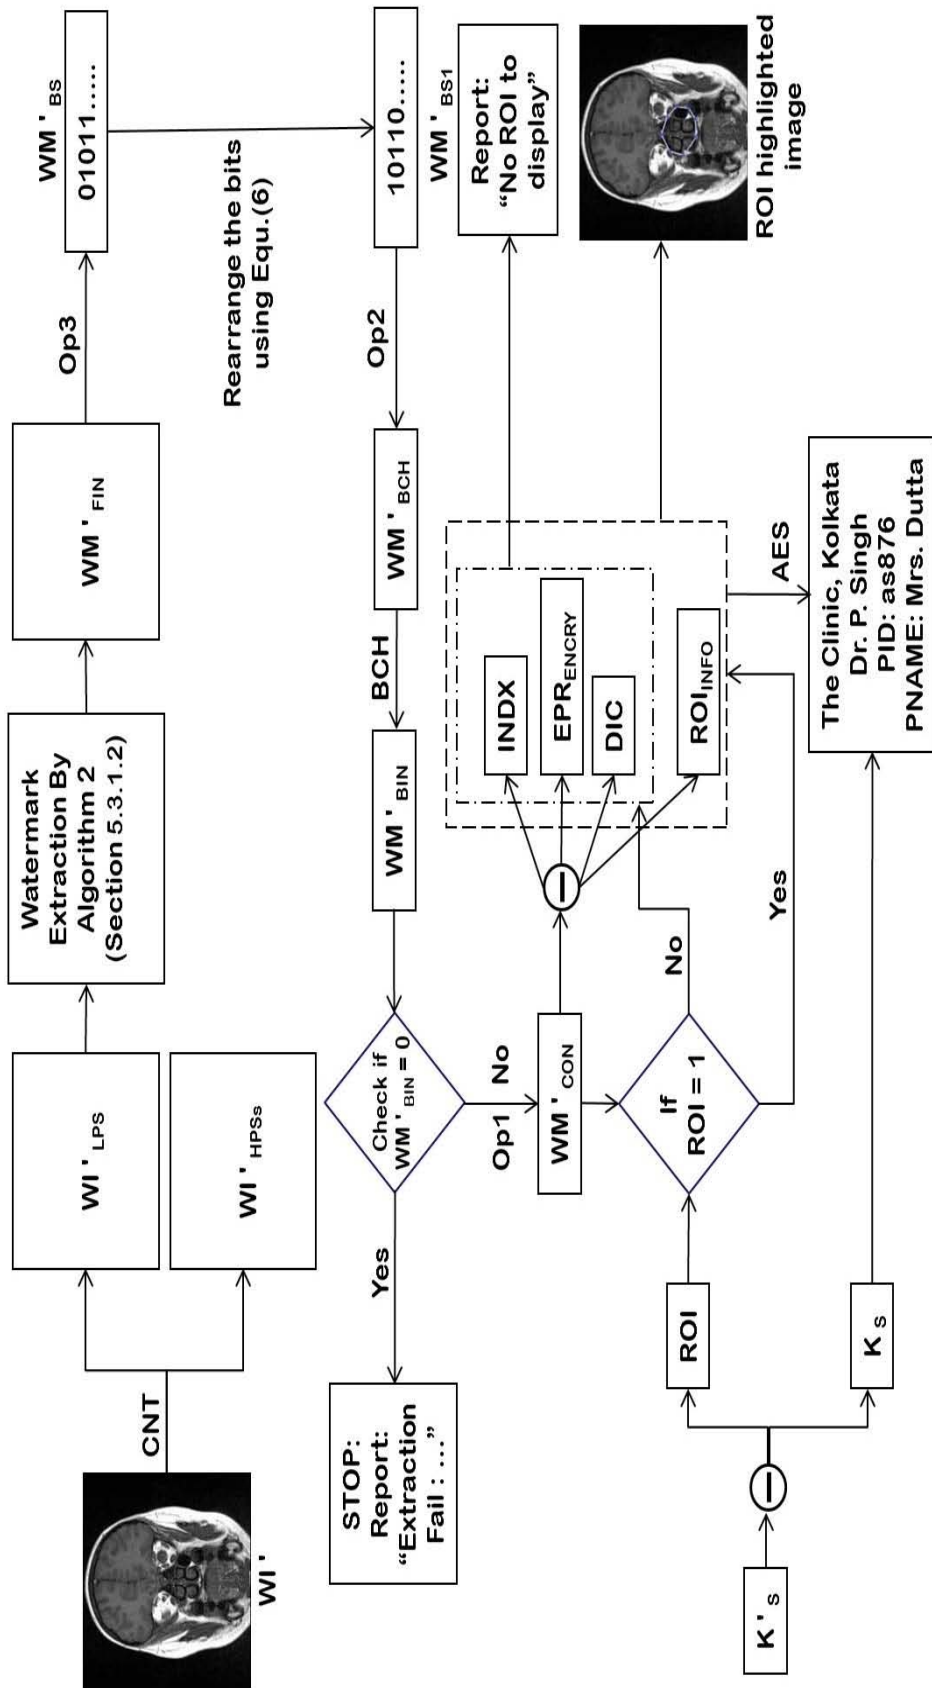 WI '
CNT
WI ' LPS
WI ' HPSs
Watermark
Extraction By
Algorithm 2
(Section 5.3.1.2)
WM ' FIN
Op3
WM ' BS
01011.....
Rearrange the bits
using Equ.(6)
10110.....
WM ' BS1
Op2
WM ' BCH
BCH
WM ' BIN
Check if
WM ' BIN = 0
Yes
STOP:
Report:
“Extraction
Fail : ...”
Op1
No
WM ' CON
INDX
EPR ENCRY
DIC
ROI INFO
Report:
“No ROI to
display”
ROI highlighted
image
If
ROI = 1
No
Yes
ROI
K' S
K S
AES
The Clinic, Kolkata
Dr. P. Singh
PID: as876
PNAME: Mrs. Dutta